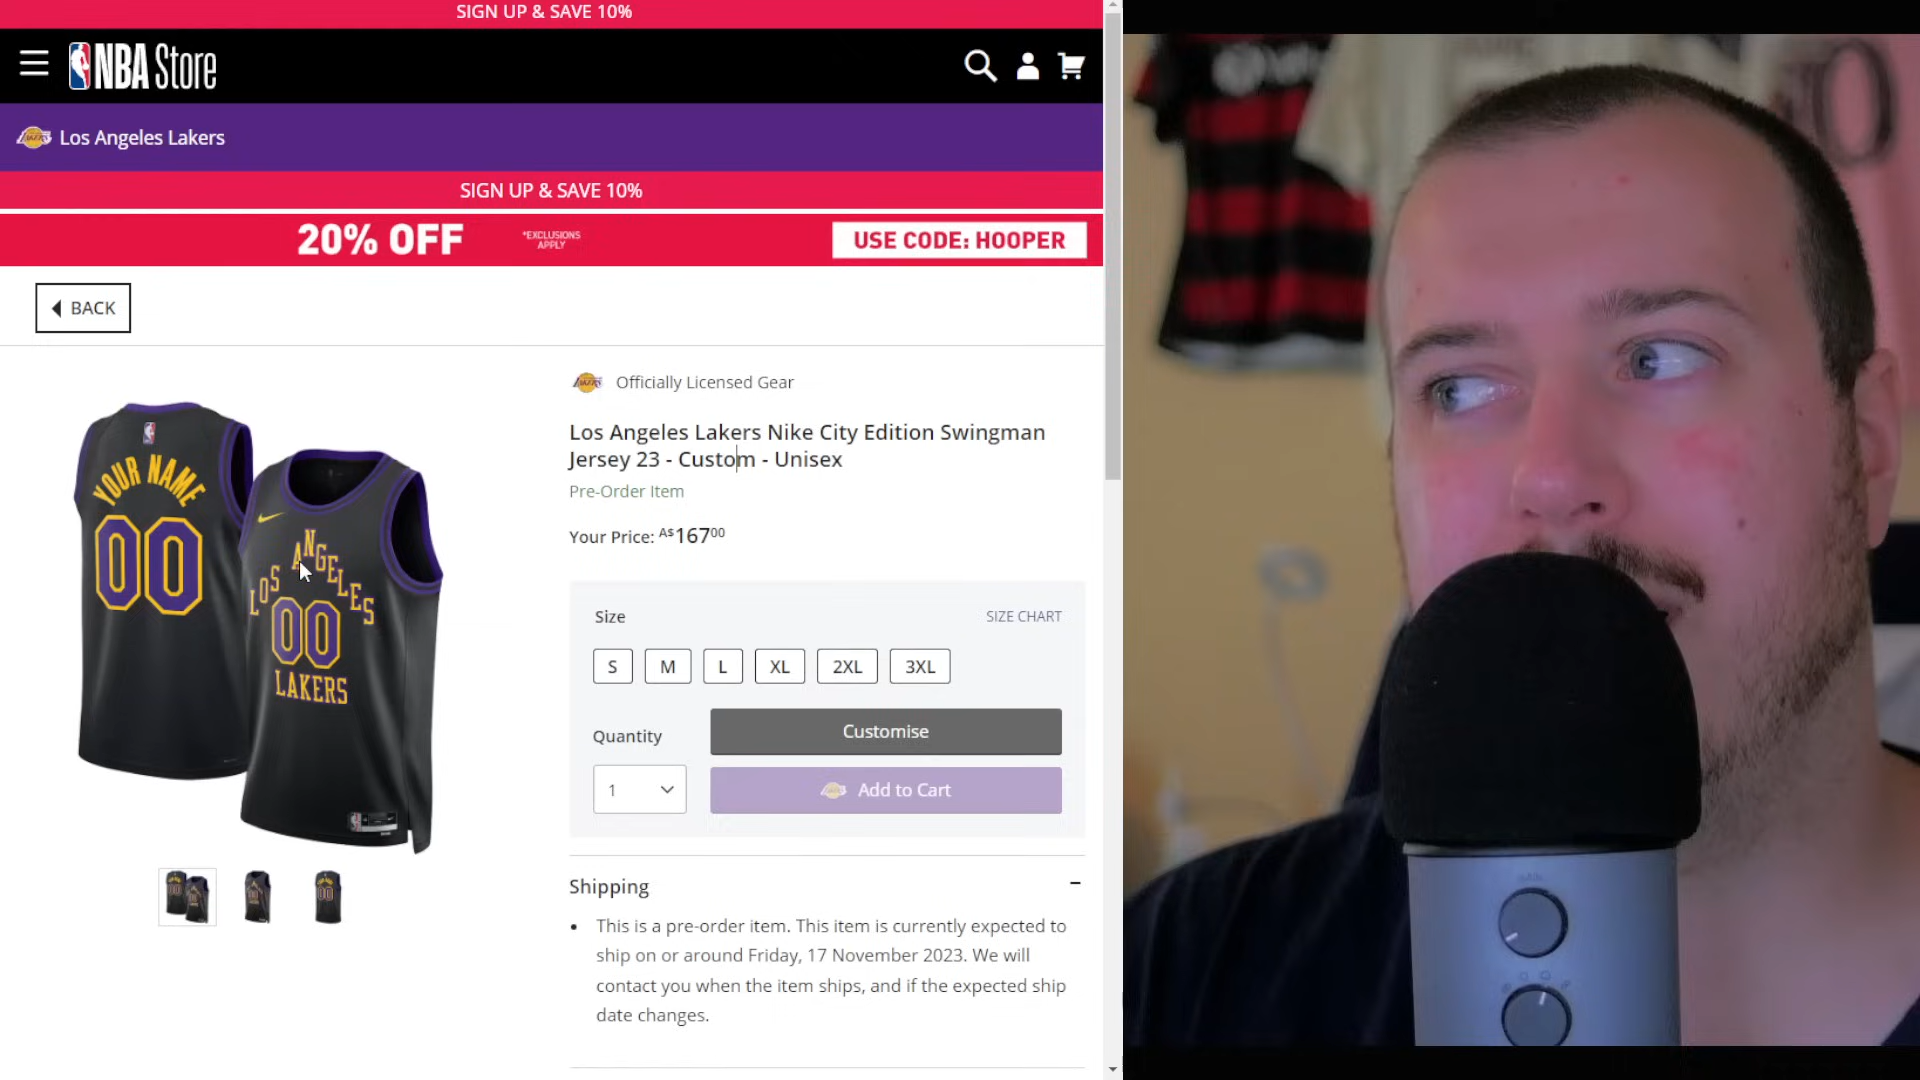 SIGN UP & SAVE 10%
NBA Store
Los Angeles Lakers
SIGN UP & SAVE 10%
20% OFF
*EXCLUSIONS
APPLY
USE CODE: HOOPER
BACK
Officially Licensed Gear
Los Angeles Lakers Nike City Edition Swingman
Jersey 23 - Custom - Unisex
Pre-Order Item
Your Price: A$167⁰⁰
YOUR NAME
00
LOS ANGELES
00
LAKERS
Size
SIZE CHART
S M L XL 2XL 3XL
Quantity
Customise
1
Add to Cart
Shipping
This is a pre-order item. This item is currently expected to
ship on or around Friday, 17 November 2023. We will
contact you when the item ships, and if the expected ship
date changes.